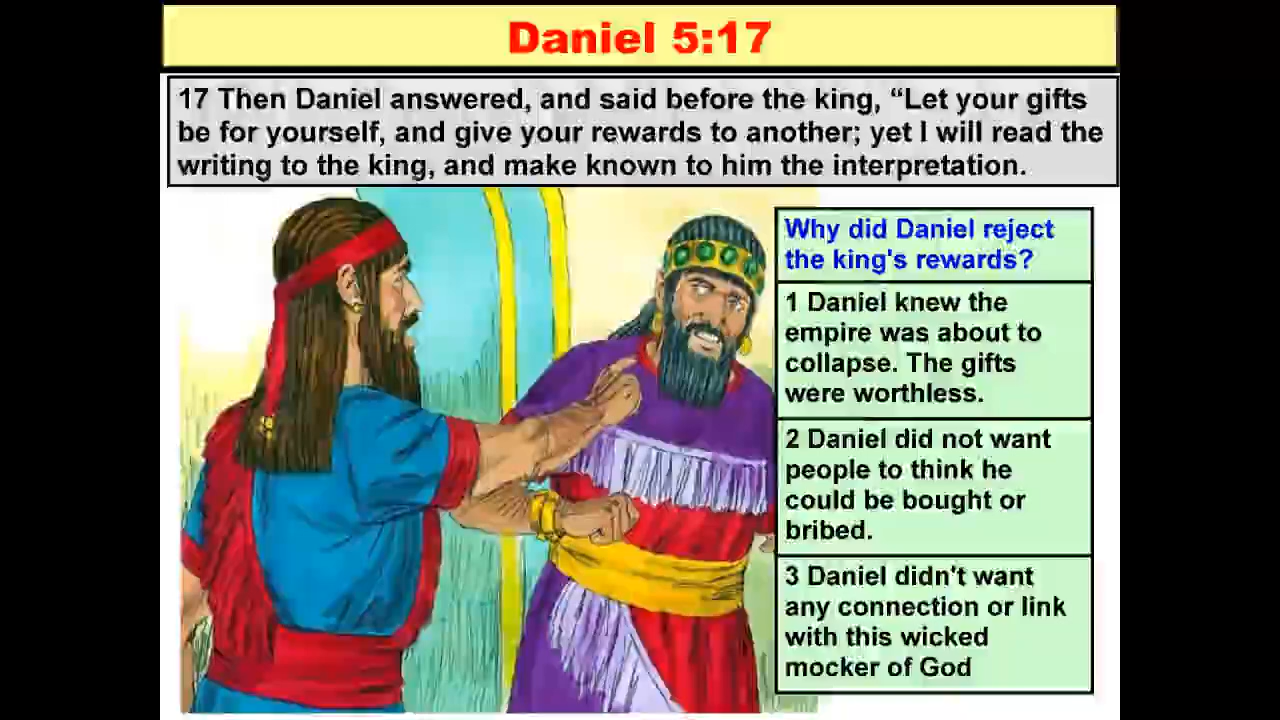 Daniel 5:17
17 Then Daniel answered, and said before the king, “Let your gifts
be for yourself, and give your rewards to another; yet I will read the
writing to the king, and make known to him the interpretation.
Why did Daniel reject
the king's rewards?
1 Daniel knew the
empire was about to
collapse. The gifts
were worthless.
2 Daniel did not want
people to think he
could be bought or
bribed.
3 Daniel didn't want
any connection or link
with this wicked
mocker of God